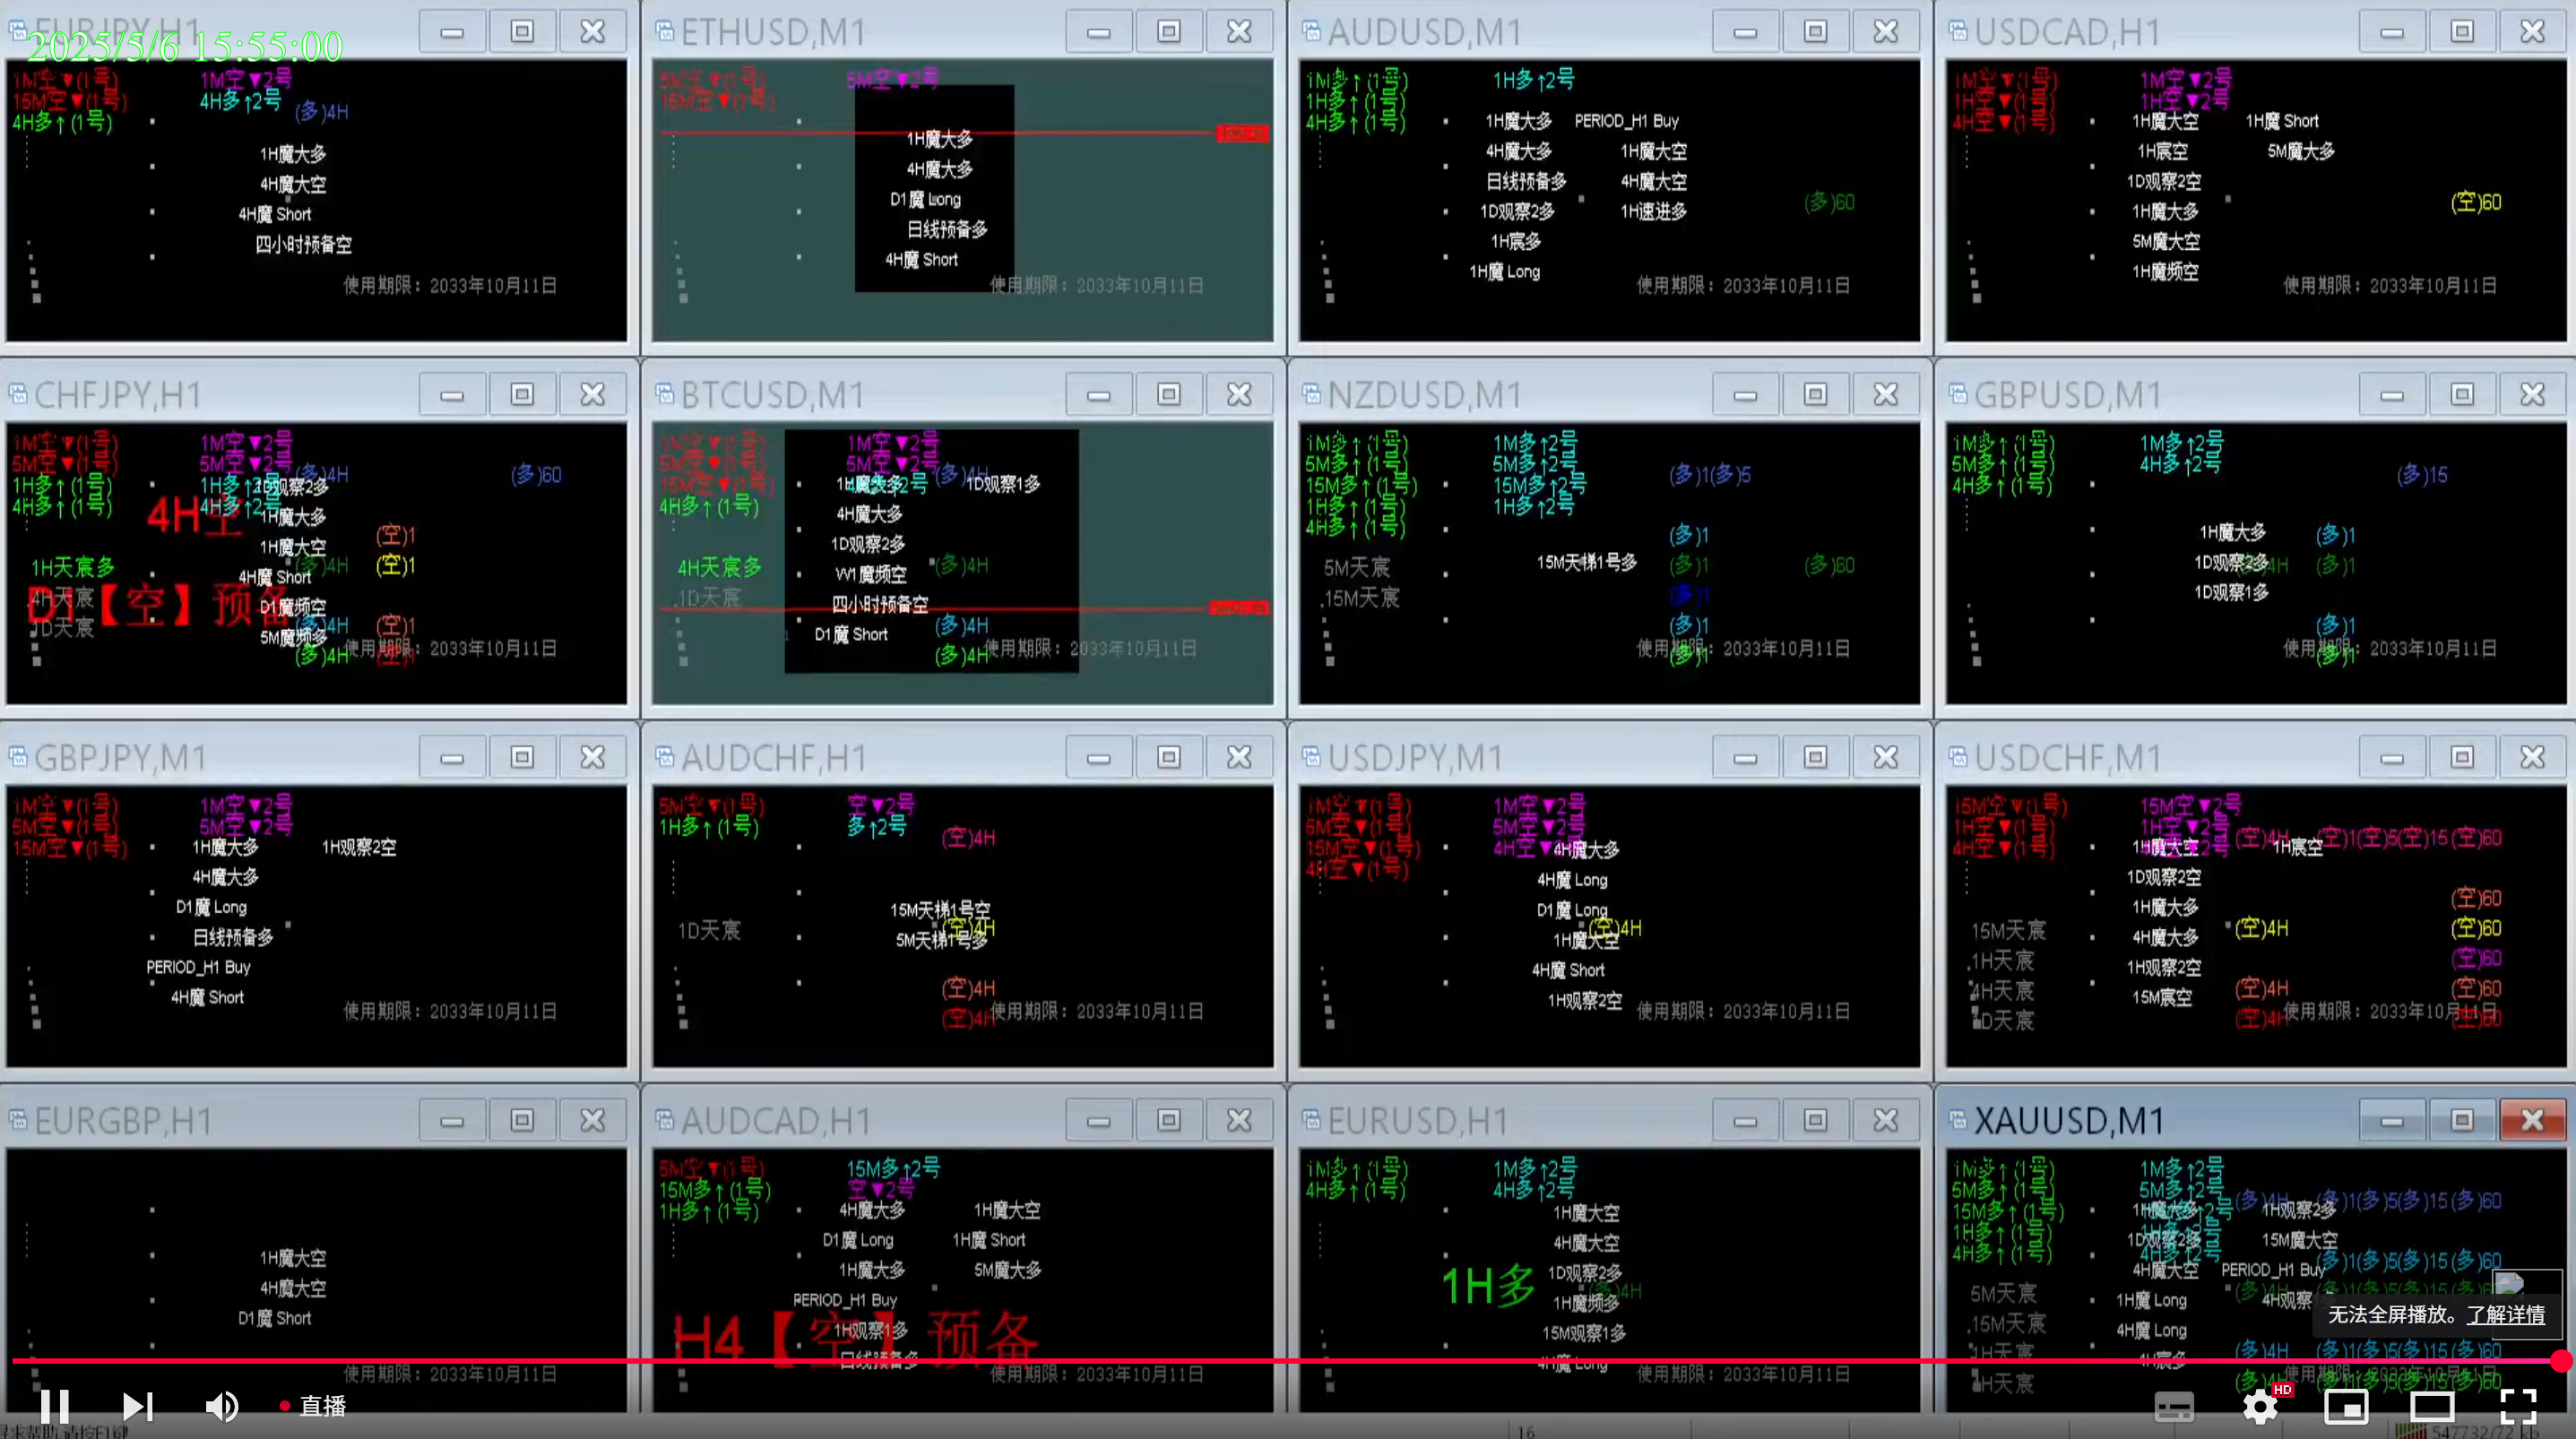 EURJPY,H1
2025/5/6 15:55:00
1M空▼(1号)
15M空▼(1号)
4H多↑(1号)
1M空▼2号
4H多↑2号
(多)4H
1H魔大多
4H魔大空
4H魔 Short
四小时预备空
使用期限：2033年10月11日
ETHUSD,M1
5M空▼(1号)
15M空▼(1号)
5M空▼2号
1H魔大多
4H魔大多
D1魔 Long
日线预备多
4H魔 Short
使用期限：2033年10月11日
AUDUSD,M1
1M多↑(1号)
1H多↑(1号)
4H多↑(1号)
1H多↑2号
1H魔大多 PERIOD_H1 Buy
4H魔大多 1H魔大空
日线预备多 4H魔大空
1D观察2多 1H速进多
1H宸多
1H魔 Long
(多)60
使用期限：2033年10月11日
USDCAD,H1
1M空▼(1号)
1H空▼(1号)
4H空▼(1号)
1M空▼2号
1H空▼2号
1H魔大空 1H魔 Short
1H宸空 5M魔大多
1D观察2空
1H魔大多
5M魔大空
1H魔频空
(空)60
使用期限：2033年10月11日
CHFJPY,H1
1M空▼(1号)
5M空▼(1号)
1H多↑(1号)
4H多↑(1号)
1M空▼2号
5M空▼2号
1H多↑2号
4H多↑2号
(多)4H
(多)60
4H空
1D观察2多
1H魔大多
1H魔大空
4H魔 Short
D1魔频空
5M魔频多
(空)1
(多)4H
(空)1
(多)4H
(空)1
(多)4H
(空)1
1H天宸多
4H天宸
1D天宸
D1【空】预备
使用期限：2033年10月11日
BTCUSD,M1
1M空▼(1号)
5M空▼(1号)
15M空▼(1号)
4H多↑(1号)
1M空▼2号
5M空▼2号
4H多↑2号
(多)4H
1H魔大多 1D观察1多
4H魔大多
1D观察2多
W1魔频空
四小时预备空
D1魔 Short
(多)4H
(多)4H
(多)4H
4H天宸多
1D天宸
使用期限：2033年10月11日
NZDUSD,M1
1M多↑(1号)
5M多↑(1号)
15M多↑(1号)
1H多↑(1号)
4H多↑(1号)
1M多↑2号
5M多↑2号
15M多↑2号
1H多↑2号
(多)1(多)5
(多)1
15M天梯1号多
(多)1
(多)60
(多)1
(多)1
(多)1
5M天宸
15M天宸
使用期限：2033年10月11日
GBPUSD,M1
1M多↑(1号)
5M多↑(1号)
4H多↑(1号)
1M多↑2号
4H多↑2号
(多)15
1H魔大多
1D观察2多
1D观察1多
(多)1
(多)1
(多)1
(多)1
使用期限：2033年10月11日
GBPJPY,M1
1M空▼(1号)
5M空▼(1号)
15M空▼(1号)
1M空▼2号
5M空▼2号
1H魔大多 1H观察2空
4H魔大多
D1魔 Long
日线预备多
PERIOD_H1 Buy
4H魔 Short
使用期限：2033年10月11日
AUDCHF,H1
5M空▼(1号)
1H多↑(1号)
空▼2号
多↑2号
(空)4H
15M天梯1号空
(空)4H
5M天梯1号多
(空)4H
(空)4H
1D天宸
使用期限：2033年10月11日
USDJPY,M1
1M空▼(1号)
5M空▼(1号)
15M空▼(1号)
4H空▼(1号)
1M空▼2号
5M空▼2号
4H空▼2号
4H魔大多
4H魔 Long
D1魔 Long
(空)4H
1H魔大空
4H魔 Short
1H观察2空
使用期限：2033年10月11日
USDCHF,M1
15M空▼(1号)
1H空▼(1号)
4H空▼(1号)
15M空▼2号
1H空▼2号
(空)4H (空)1(空)5(空)15(空)60
1H魔大空 1H宸空
1D观察2空
1H魔大多
4H魔大多
1H观察2空
15M宸空
(空)60
(空)4H (空)60
(空)60
(空)4H (空)60
(空)4H (空)60
15M天宸
1H天宸
4H天宸
1D天宸
使用期限：2033年10月11日
EURGBP,H1
1H魔大空
4H魔大空
D1魔 Short
使用期限：2033年10月11日
AUDCAD,H1
5M空▼(1号)
15M多↑(1号)
1H多↑(1号)
15M多↑2号
空▼2号
4H魔大多 1H魔大空
D1魔 Long 1H魔 Short
1H魔大多 5M魔大多
PERIOD_H1 Buy
1H观察1多
日线预备多
H4【空】预备
使用期限：2033年10月11日
EURUSD,H1
1M多↑(1号)
4H多↑(1号)
1M多↑2号
4H多↑2号
1H魔大空
4H魔大空
1D观察2多
1H魔频多
15M观察1多
4H魔 Long
(多)4H
1H多
使用期限：2033年10月11日
XAUUSD,M1
1M多↑(1号)
5M多↑(1号)
15M多↑(1号)
1H多↑(1号)
4H多↑(1号)
1M多↑2号
5M多↑2号
1H多↑2号
4H多↑2号
(多)4H (多)1(多)5(多)15(多)60
1H魔大多 1H观察2多
1D观察2多 15M魔大空
(多)1(多)5(多)15(多)60
4H魔大空 PERIOD_H1 Buy
1H魔 Long
4H魔 Long
(多)4H (多)1(多)5(多)15(多)60
5M天宸
15M天宸
1H天宸
4H天宸
使用期限：2033年10月11日
无法全屏播放。了解详情
直播
HD
16
547732/72 kb